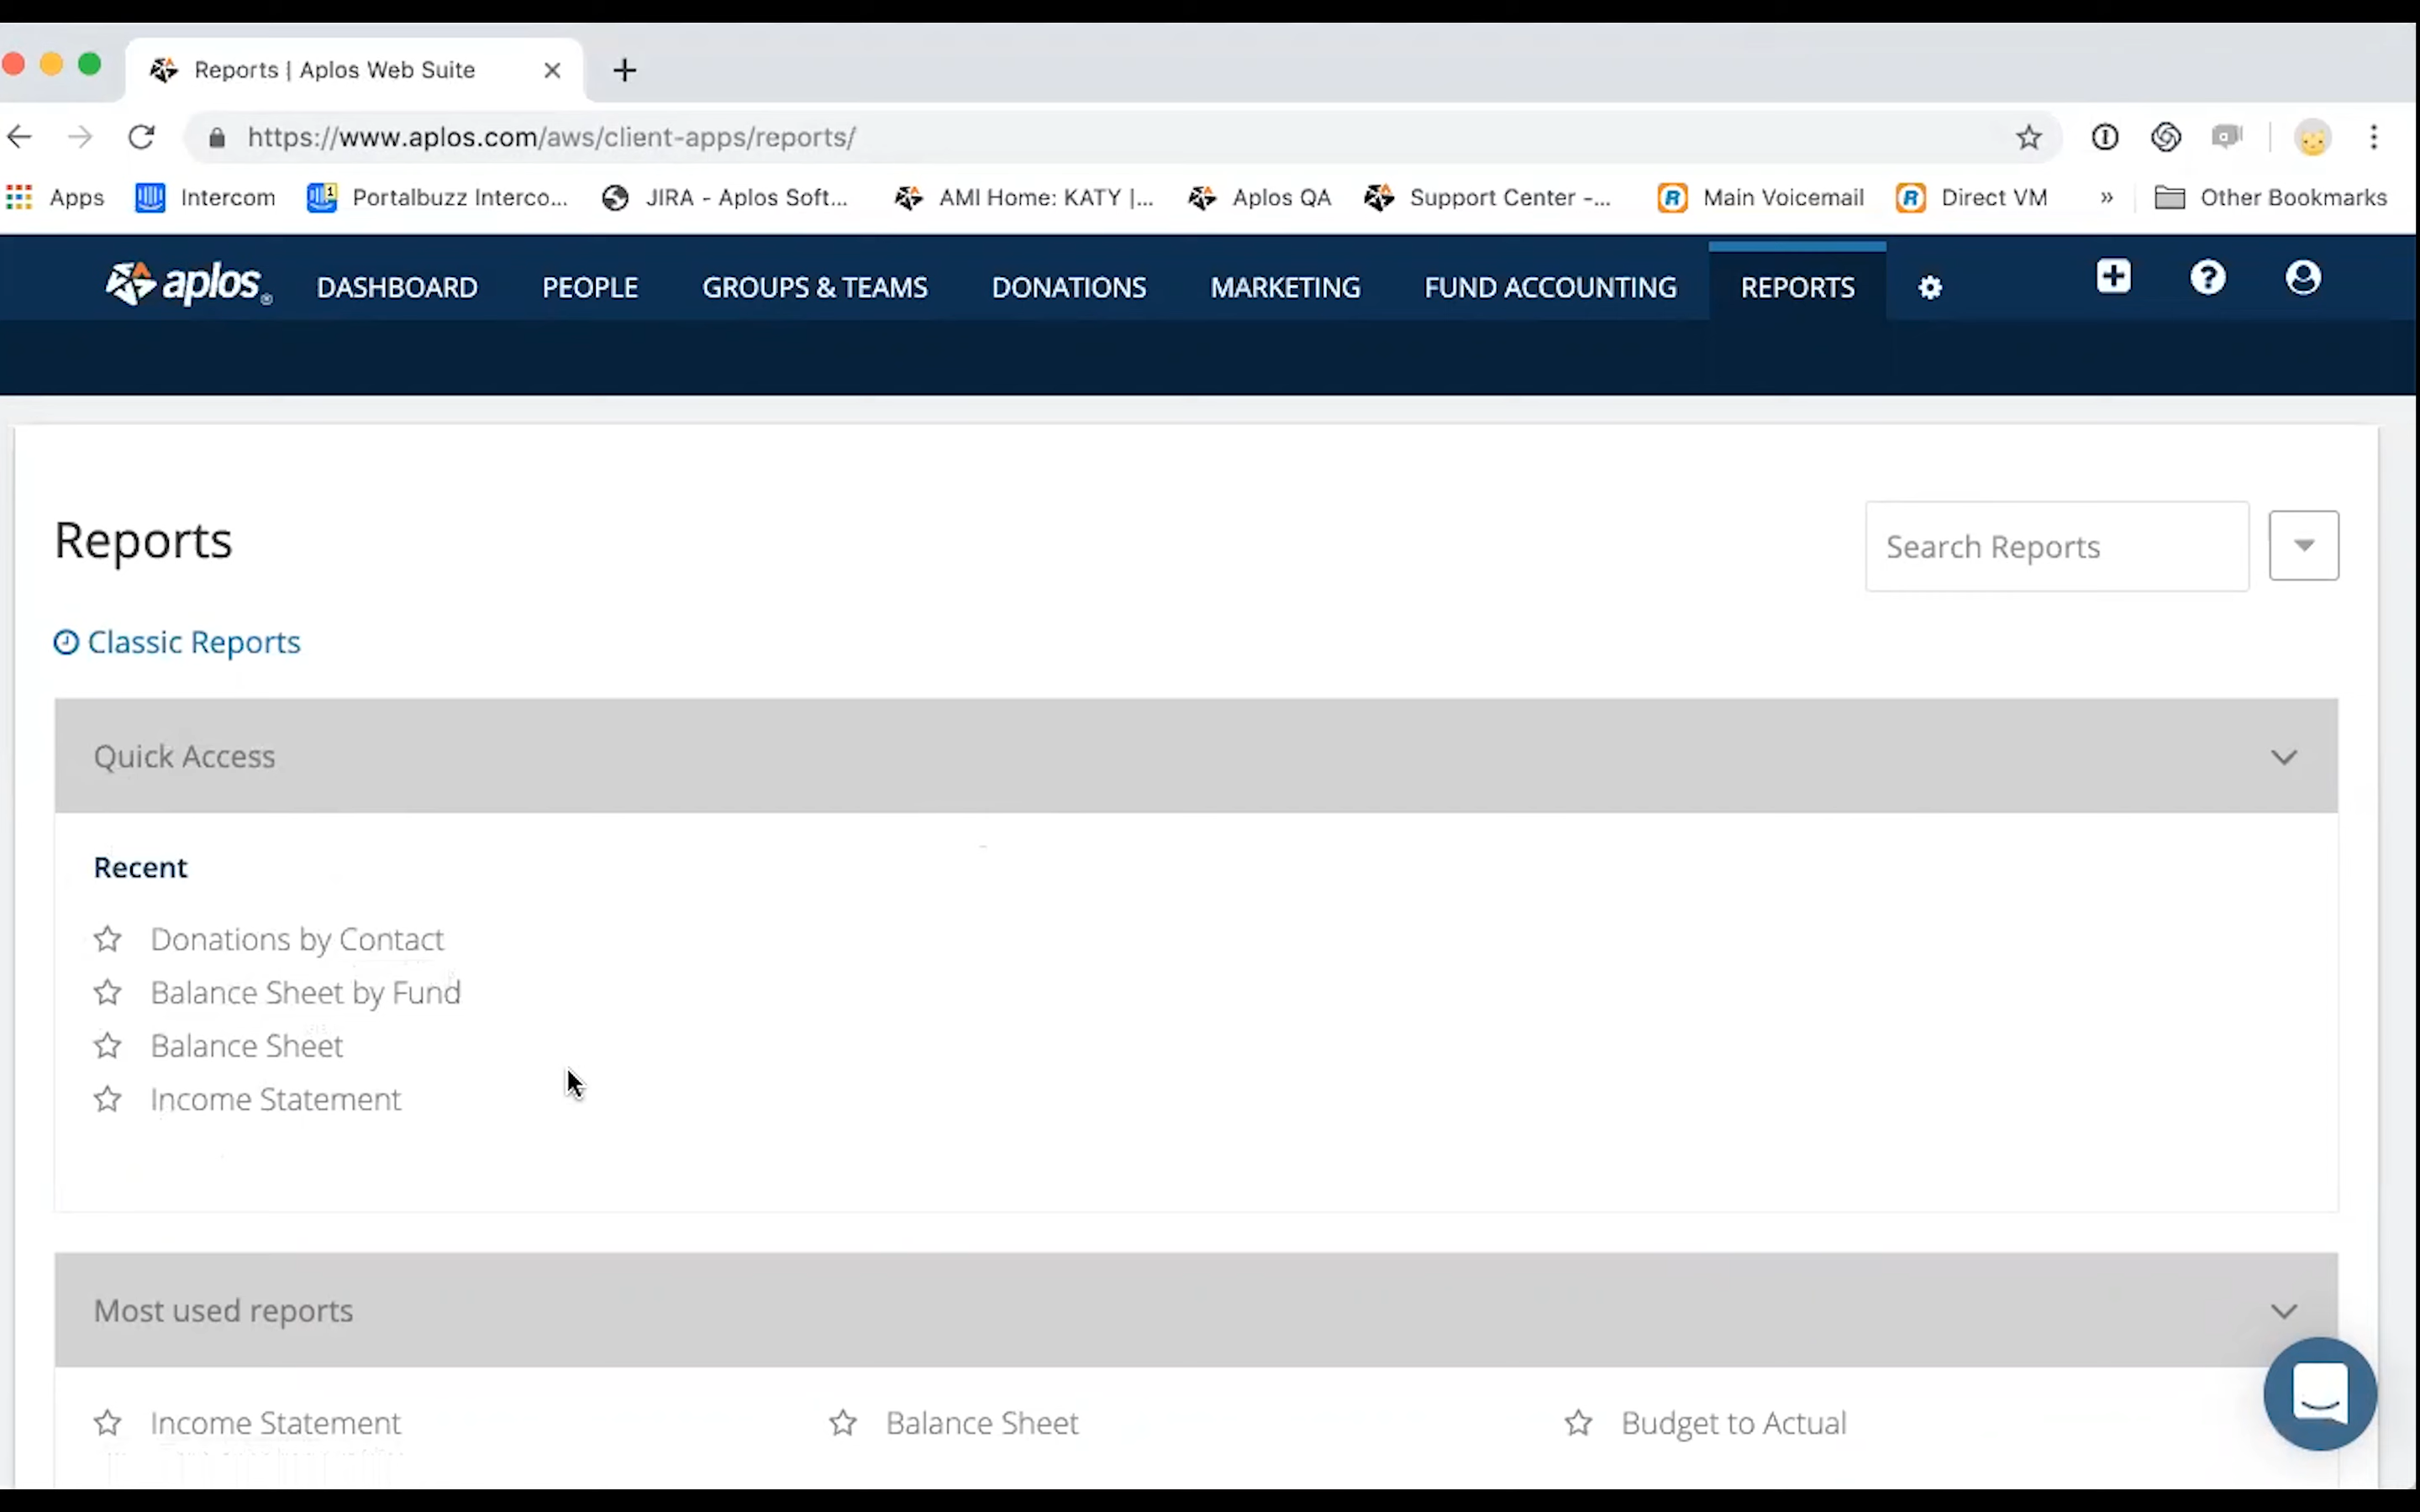 Reports | Aplos Web Suite
https://www.aplos.com/aws/client-apps/reports/
Apps Intercom 1 Portalbuzz Interco... JIRA - Aplos Soft... AMI Home: KATY |... Aplos QA Support Center -... R Main Voicemail R Direct VM » Other Bookmarks
aplos® DASHBOARD PEOPLE GROUPS & TEAMS DONATIONS MARKETING FUND ACCOUNTING REPORTS
Reports
Search Reports
Classic Reports
Quick Access
Recent
Donations by Contact
Balance Sheet by Fund
Balance Sheet
Income Statement
Most used reports
Income Statement Balance Sheet Budget to Actual